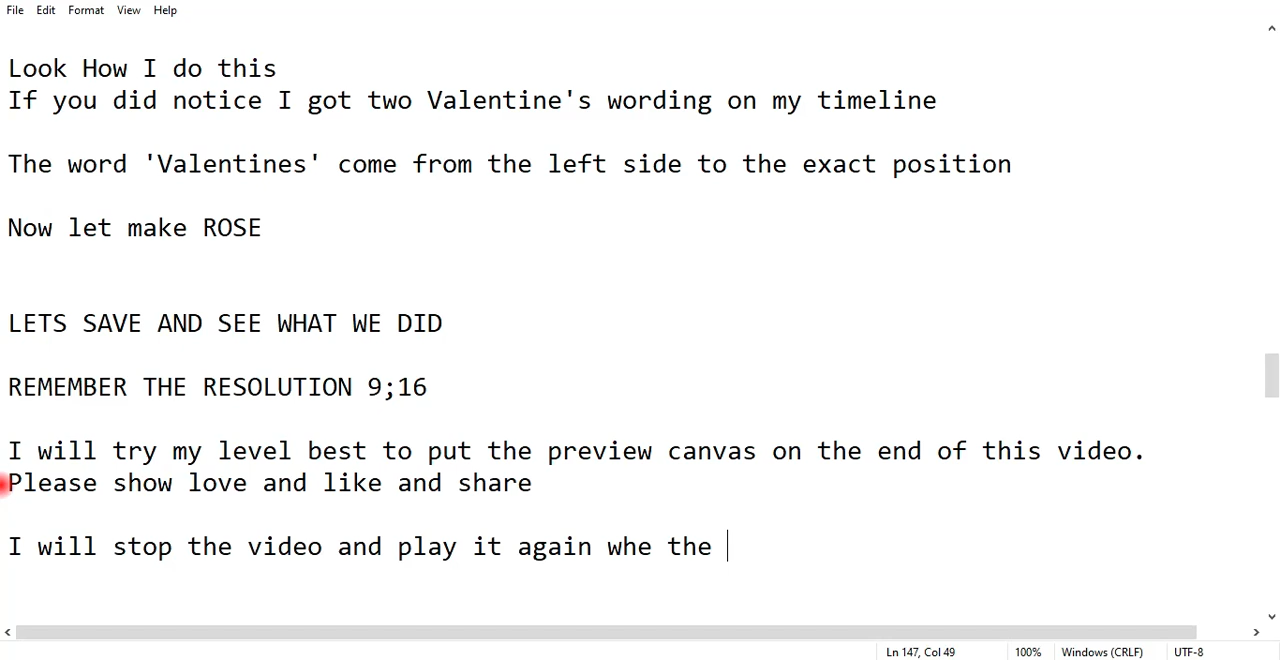 File Edit Format View Help
Look How I do this
If you did notice I got two Valentine's wording on my timeline
The word 'Valentines' come from the left side to the exact position
Now let make ROSE
LETS SAVE AND SEE WHAT WE DID
REMEMBER THE RESOLUTION 9;16
I will try my level best to put the preview canvas on the end of this video.
Please show love and like and share
I will stop the video and play it again whe the
Ln 147, Col 49 100% Windows (CRLF) UTF-8